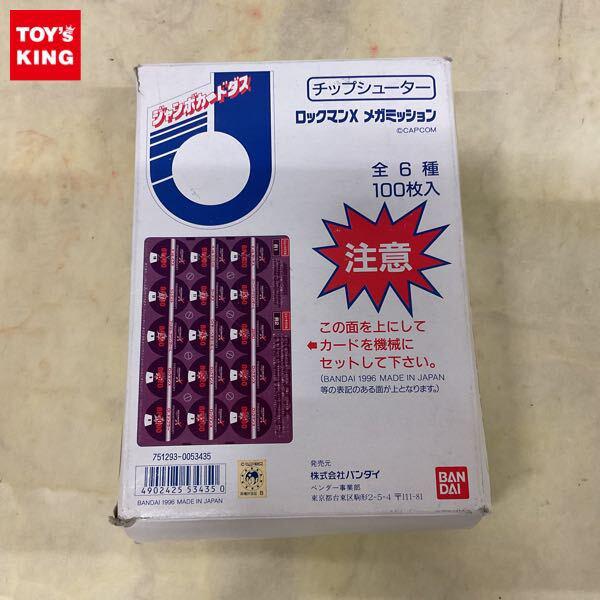 TOY's
KING
ジャンボカードダス
チップシューター
ロックマンX メガミッション
©CAPCOM
全6種
100枚入
注意
この面を上にして
←カードを機械に
セットして下さい。
(BANDAI 1996 MADE IN JAPAN
等の表記のある面が上となります。)
751293-0053435
4902425 534350
BANDAI 1996 MADE IN JAPAN
発売元
株式会社バンダイ
ベンダー事業部
東京都台東区駒形2-5-4 〒111-81
BAN
DAI